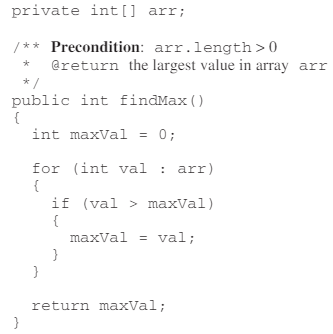 private int[] arr;
/** Precondition: arr.length > 0
* @return the largest value in array arr
*/
public int findMax()
{
int maxVal = 0;
for (int val : arr)
{
if (val > maxVal)
{
maxVal = val;
}
}
return maxVal;
}